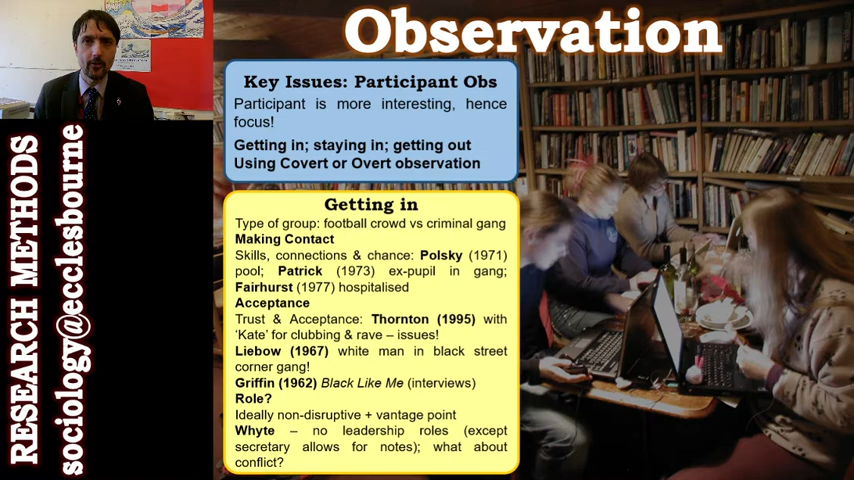 Observation
Key Issues: Participant Obs
Participant is more interesting, hence
focus!
Getting in; staying in; getting out
Using Covert or Overt observation
Getting in
Type of group: football crowd vs criminal gang
Making Contact
Skills, connections & chance: Polsky (1971)
pool; Patrick (1973) ex-pupil in gang;
Fairhurst (1977) hospitalised
Acceptance
Trust & Acceptance: Thornton (1995) with
‘Kate’ for clubbing & rave – issues!
Liebow (1967) white man in black street
corner gang!
Griffin (1962) Black Like Me (interviews)
Role?
Ideally non-disruptive + vantage point
Whyte – no leadership roles (except
secretary allows for notes); what about
conflict?
RESEARCH METHODS
sociology@ecclesbourne